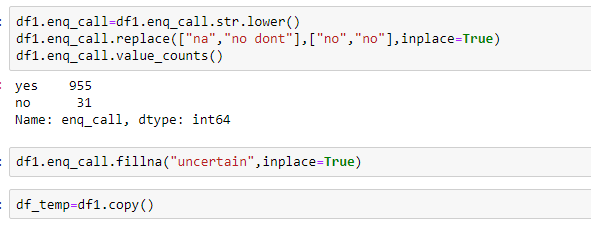 : df1.enq_call=df1.enq_call.str.lower()
df1.enq_call.replace(["na","no dont"],["no","no"],inplace=True)
df1.enq_call.value_counts()
: yes    955
no      31
Name: enq_call, dtype: int64
: df1.enq_call.fillna("uncertain",inplace=True)
: df_temp=df1.copy()